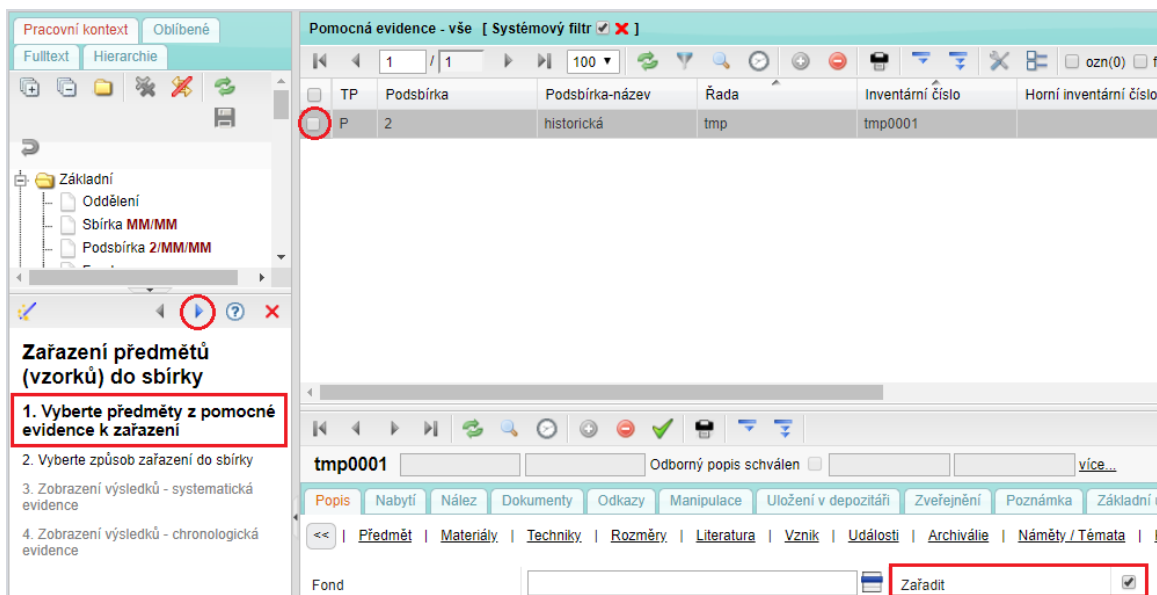 Pracovní kontext Oblíbené
Fulltext Hierarchie
Základní
Oddělení
Sbírka MM/MM
Podsbírka 2/MM/MM
Zařazení předmětů
(vzorků) do sbírky
1. Vyberte předměty z pomocné
evidence k zařazení
2. Vyberte způsob zařazení do sbírky
3. Zobrazení výsledků - systematická
evidence
4. Zobrazení výsledků - chronologická
evidence
Pomocná evidence - vše [ Systémový filtr ]
1 / 1 100 ozn(0) f
TP Podsbírka Podsbírka-název Řada Inventární číslo Horní inventární číslo
P 2 historická tmp tmp0001
tmp0001 Odborný popis schválen více...
Popis Nabytí Nález Dokumenty Odkazy Manipulace Uložení v depozitáři Zveřejnění Poznámka Základní
<< | Předmět | Materiály | Techniky | Rozměry | Literatura | Vznik | Události | Archiválie | Náměty / Témata |
Fond Zařadit